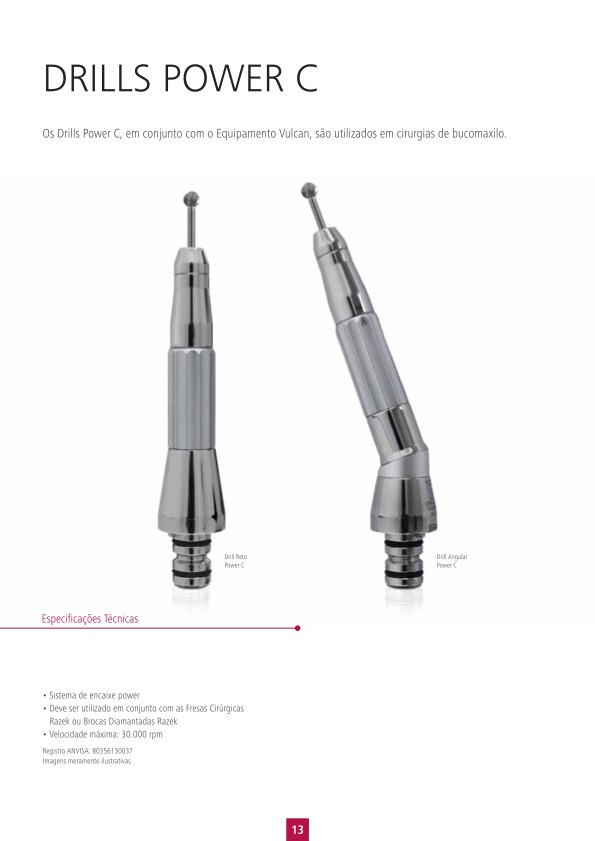 DRILLS POWER C
Os Drills Power C, em conjunto com o Equipamento Vulcan, são utilizados em cirurgias de bucomaxilo.
Drill Reto
Power C
Drill Angular
Power C
Especificações Técnicas
• Sistema de encaixe power
• Deve ser utilizado em conjunto com as Fresas Cirúrgicas
Razek ou Brocas Diamantadas Razek
• Velocidade máxima: 30.000 rpm
Registro ANVISA: 80356130037
Imagens meramente ilustrativas
13